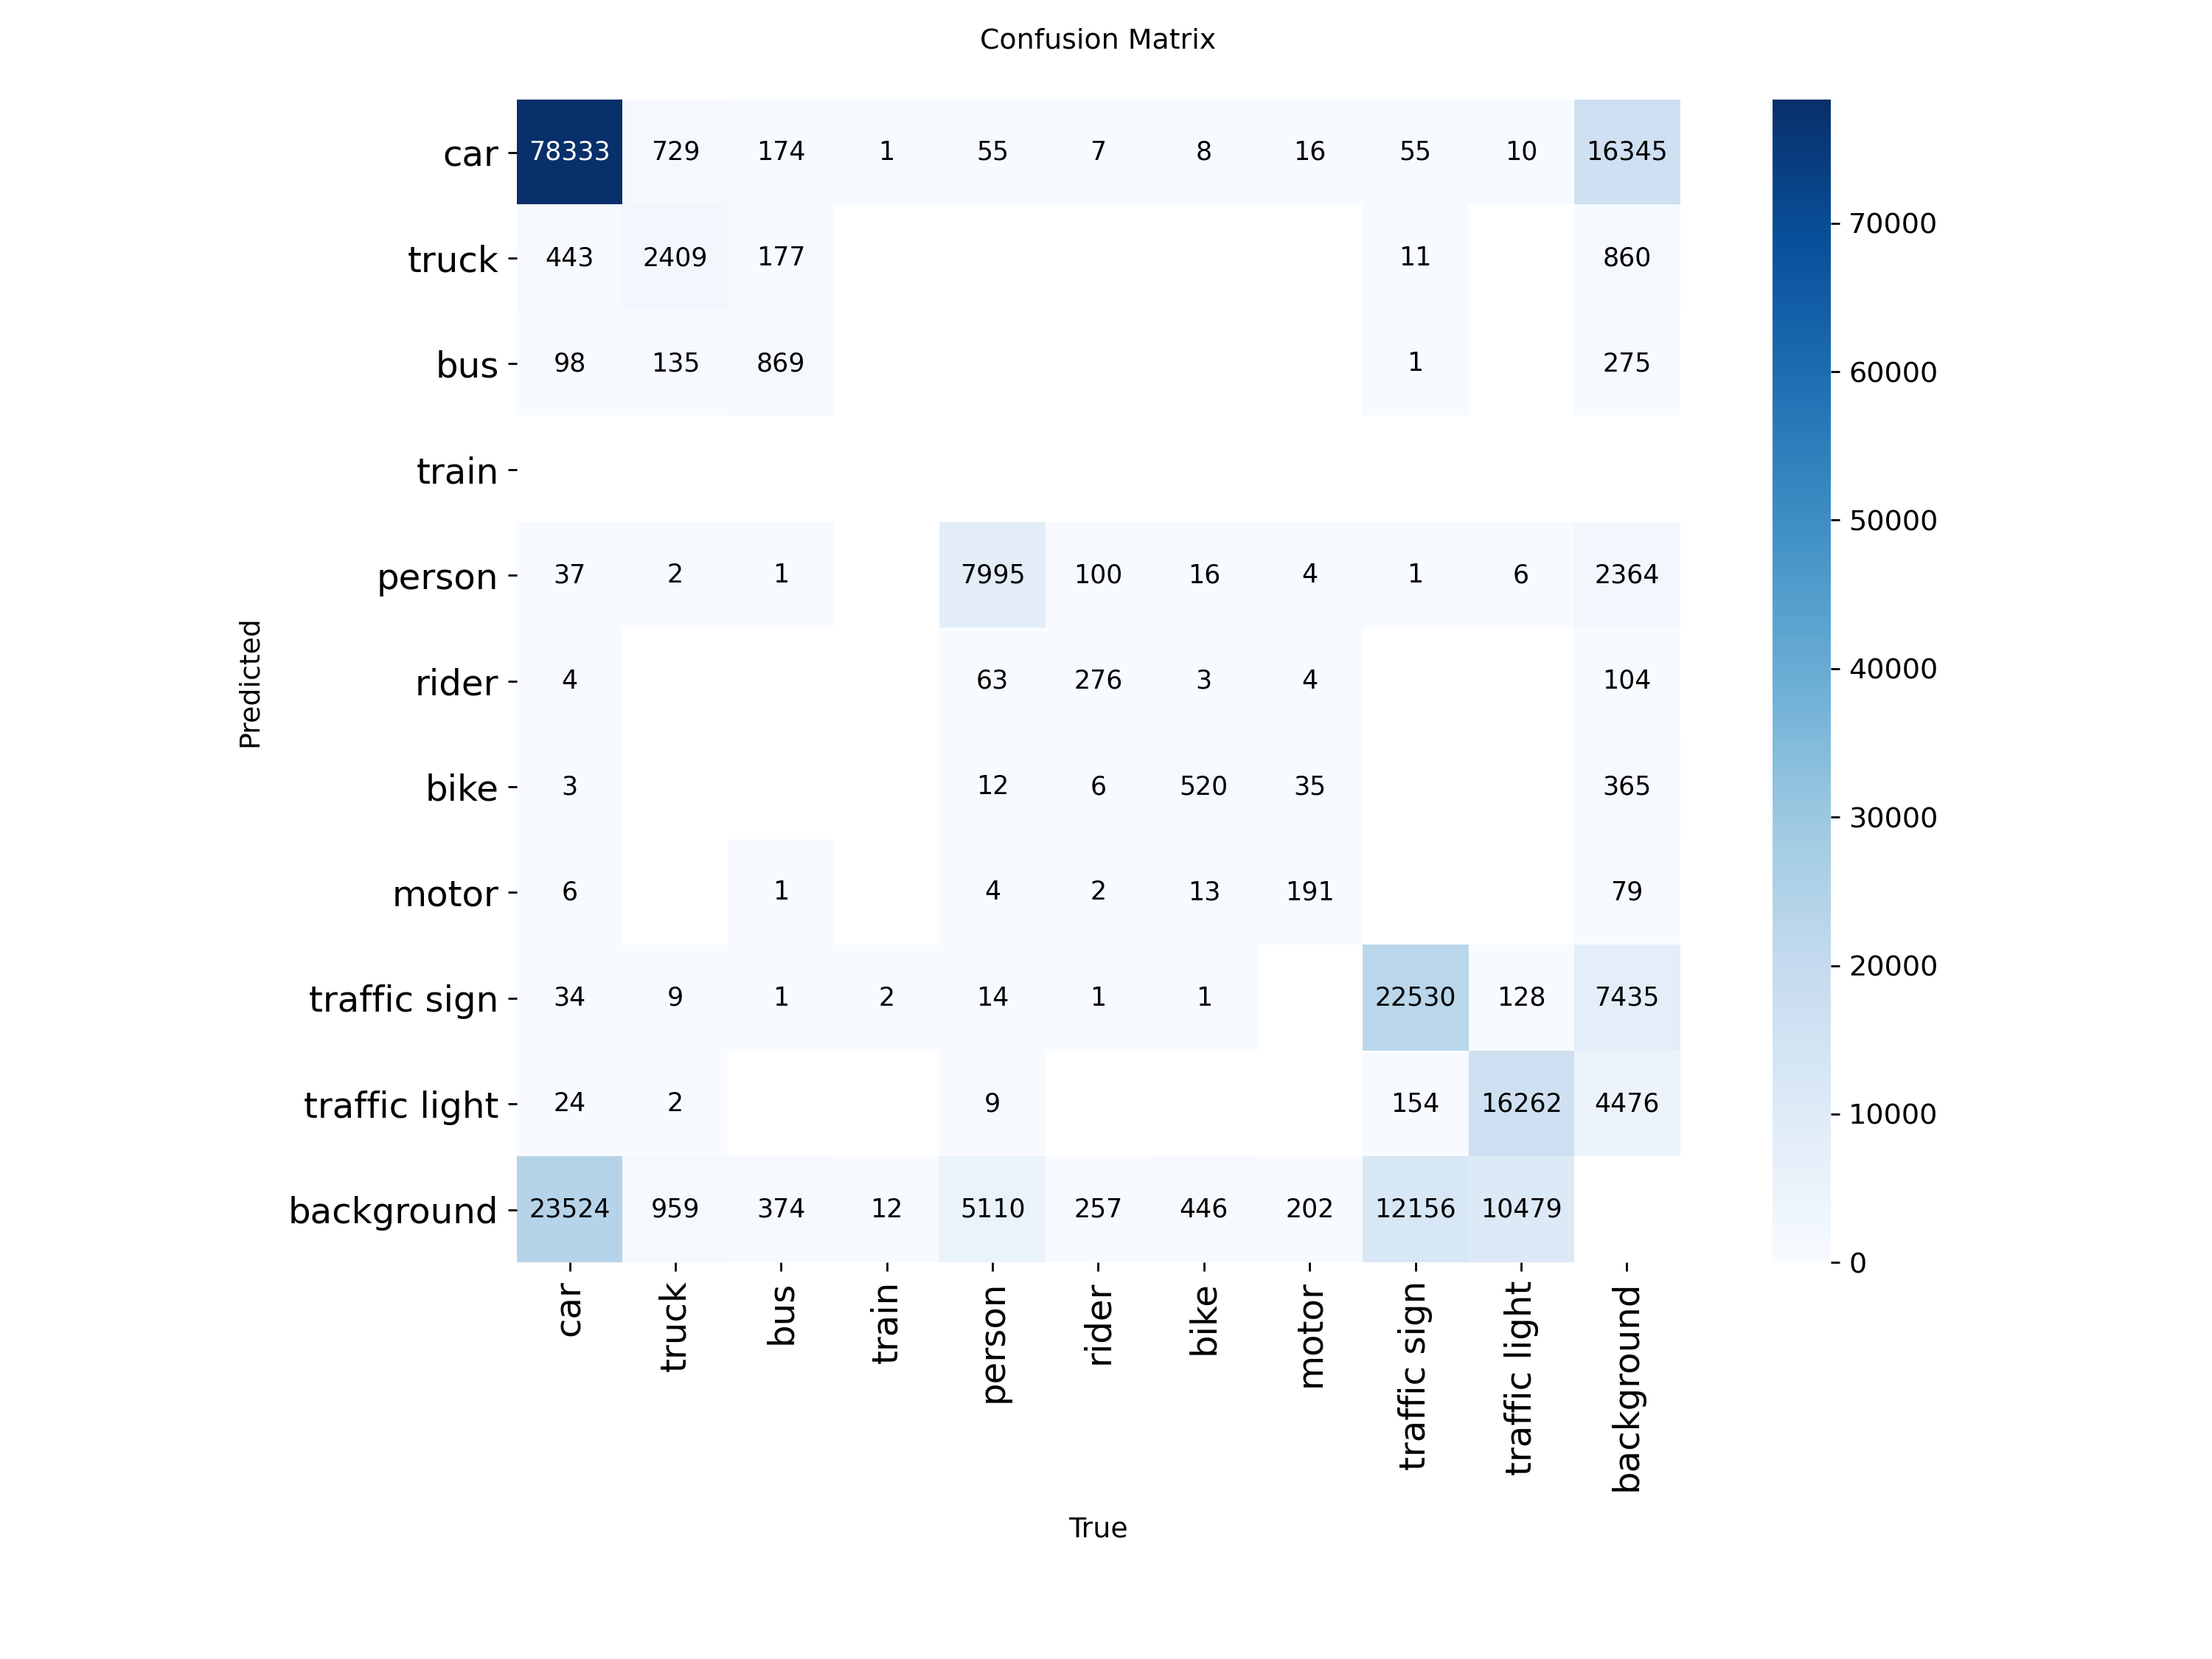 Confusion Matrix
car 78333 729 174 1 55 7 8 16 55 10 16345
truck 443 2409 177 11 860
bus 98 135 869 1 275
train
person 37 2 1 7995 100 16 4 1 6 2364
rider 4 63 276 3 4 104
bike 3 12 6 520 35 365
motor 6 1 4 2 13 191 79
traffic sign 34 9 1 2 14 1 1 22530 128 7435
traffic light 24 2 9 154 16262 4476
background 23524 959 374 12 5110 257 446 202 12156 10479
Predicted
car truck bus train person rider bike motor traffic sign traffic light background
True
70000
60000
50000
40000
30000
20000
10000
0